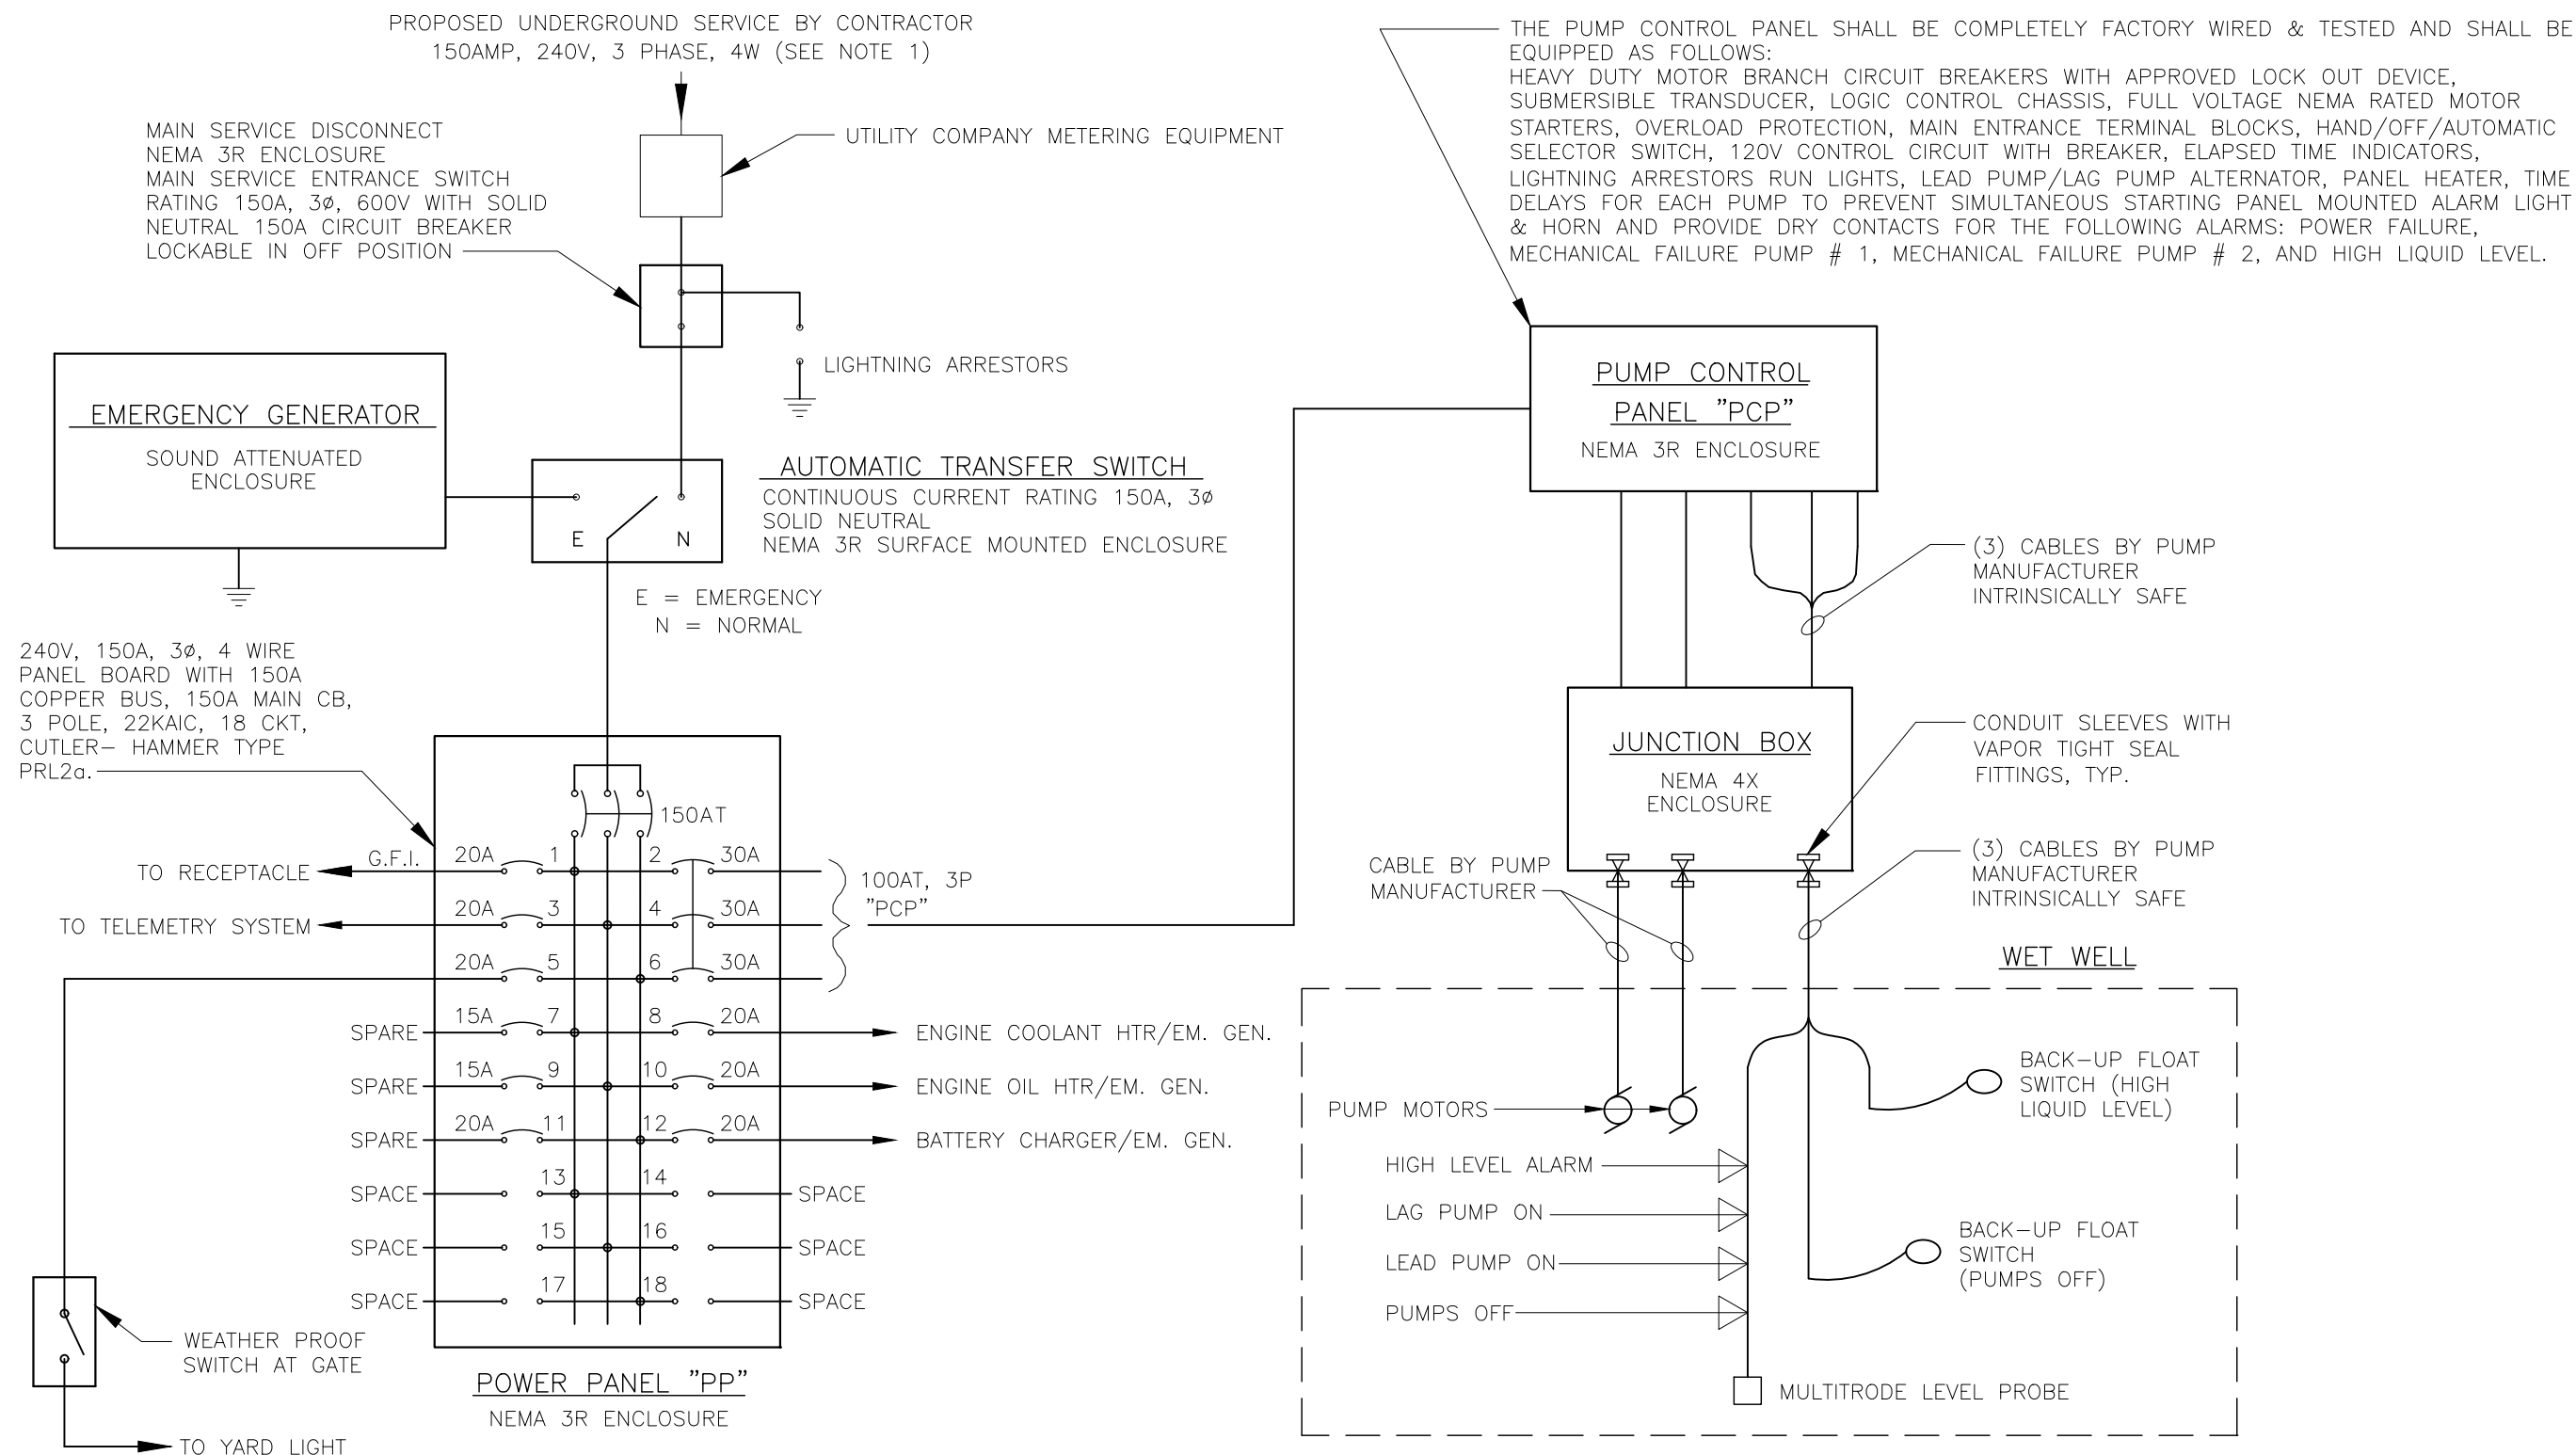 PROPOSED UNDERGROUND SERVICE BY CONTRACTOR
150AMP, 240V, 3 PHASE, 4W (SEE NOTE 1)
MAIN SERVICE DISCONNECT
NEMA 3R ENCLOSURE
MAIN SERVICE ENTRANCE SWITCH
RATING 150A, 3ø, 600V WITH SOLID
NEUTRAL 150A CIRCUIT BREAKER
LOCKABLE IN OFF POSITION
UTILITY COMPANY METERING EQUIPMENT
LIGHTNING ARRESTORS
THE PUMP CONTROL PANEL SHALL BE COMPLETELY FACTORY WIRED & TESTED AND SHALL BE
EQUIPPED AS FOLLOWS:
HEAVY DUTY MOTOR BRANCH CIRCUIT BREAKERS WITH APPROVED LOCK OUT DEVICE,
SUBMERSIBLE TRANSDUCER, LOGIC CONTROL CHASSIS, FULL VOLTAGE NEMA RATED MOTOR
STARTERS, OVERLOAD PROTECTION, MAIN ENTRANCE TERMINAL BLOCKS, HAND/OFF/AUTOMATIC
SELECTOR SWITCH, 120V CONTROL CIRCUIT WITH BREAKER, ELAPSED TIME INDICATORS,
LIGHTNING ARRESTORS RUN LIGHTS, LEAD PUMP/LAG PUMP ALTERNATOR, PANEL HEATER, TIME
DELAYS FOR EACH PUMP TO PREVENT SIMULTANEOUS STARTING PANEL MOUNTED ALARM LIGHT
& HORN AND PROVIDE DRY CONTACTS FOR THE FOLLOWING ALARMS: POWER FAILURE,
MECHANICAL FAILURE PUMP # 1, MECHANICAL FAILURE PUMP # 2, AND HIGH LIQUID LEVEL.
EMERGENCY GENERATOR
SOUND ATTENUATED
ENCLOSURE
E
N
AUTOMATIC TRANSFER SWITCH
CONTINUOUS CURRENT RATING 150A, 3ø
SOLID NEUTRAL
NEMA 3R SURFACE MOUNTED ENCLOSURE
E = EMERGENCY
N = NORMAL
PUMP CONTROL
PANEL "PCP"
NEMA 3R ENCLOSURE
(3) CABLES BY PUMP
MANUFACTURER
INTRINSICALLY SAFE
240V, 150A, 3ø, 4 WIRE
PANEL BOARD WITH 150A
COPPER BUS, 150A MAIN CB,
3 POLE, 22KAIC, 18 CKT,
CUTLER- HAMMER TYPE
PRL2a.
150AT
TO RECEPTACLE G.F.I. 20A 1 2 30A
TO TELEMETRY SYSTEM 20A 3 4 30A
20A 5 6 30A
100AT, 3P
"PCP"
SPARE 15A 7 8 20A ENGINE COOLANT HTR/EM. GEN.
SPARE 15A 9 10 20A ENGINE OIL HTR/EM. GEN.
SPARE 20A 11 12 20A BATTERY CHARGER/EM. GEN.
SPACE 13 14 SPACE
SPACE 15 16 SPACE
SPACE 17 18 SPACE
WEATHER PROOF
SWITCH AT GATE
TO YARD LIGHT
POWER PANEL "PP"
NEMA 3R ENCLOSURE
JUNCTION BOX
NEMA 4X
ENCLOSURE
CONDUIT SLEEVES WITH
VAPOR TIGHT SEAL
FITTINGS, TYP.
CABLE BY PUMP
MANUFACTURER
(3) CABLES BY PUMP
MANUFACTURER
INTRINSICALLY SAFE
WET WELL
PUMP MOTORS
BACK-UP FLOAT
SWITCH (HIGH
LIQUID LEVEL)
HIGH LEVEL ALARM
LAG PUMP ON
LEAD PUMP ON
PUMPS OFF
BACK-UP FLOAT
SWITCH
(PUMPS OFF)
MULTITRODE LEVEL PROBE